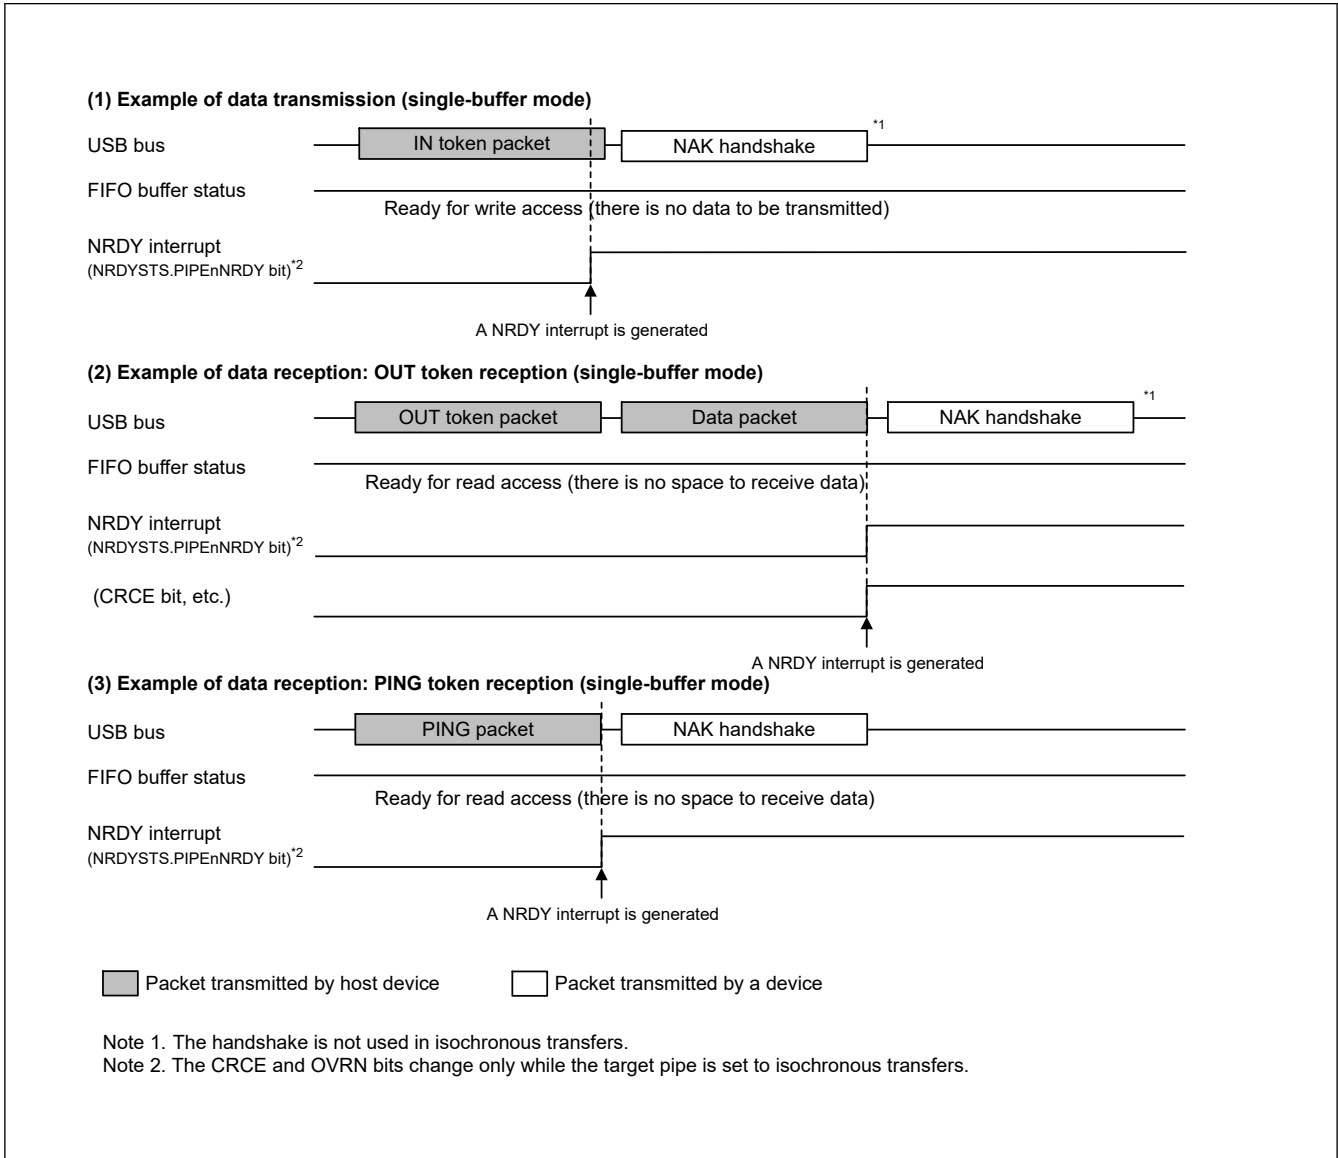 (1) Example of data transmission (single-buffer mode)
USB bus
IN token packet
NAK handshake
*1
FIFO buffer status
Ready for write access (there is no data to be transmitted)
NRDY interrupt
(NRDYSTS.PIPEnNRDY bit)*2
A NRDY interrupt is generated
(2) Example of data reception: OUT token reception (single-buffer mode)
USB bus
OUT token packet
Data packet
NAK handshake
*1
FIFO buffer status
Ready for read access (there is no space to receive data)
NRDY interrupt
(NRDYSTS.PIPEnNRDY bit)*2
(CRCE bit, etc.)
A NRDY interrupt is generated
(3) Example of data reception: PING token reception (single-buffer mode)
USB bus
PING packet
NAK handshake
FIFO buffer status
Ready for read access (there is no space to receive data)
NRDY interrupt
(NRDYSTS.PIPEnNRDY bit)*2
A NRDY interrupt is generated
Packet transmitted by host device
Packet transmitted by a device
Note 1. The handshake is not used in isochronous transfers.
Note 2. The CRCE and OVRN bits change only while the target pipe is set to isochronous transfers.